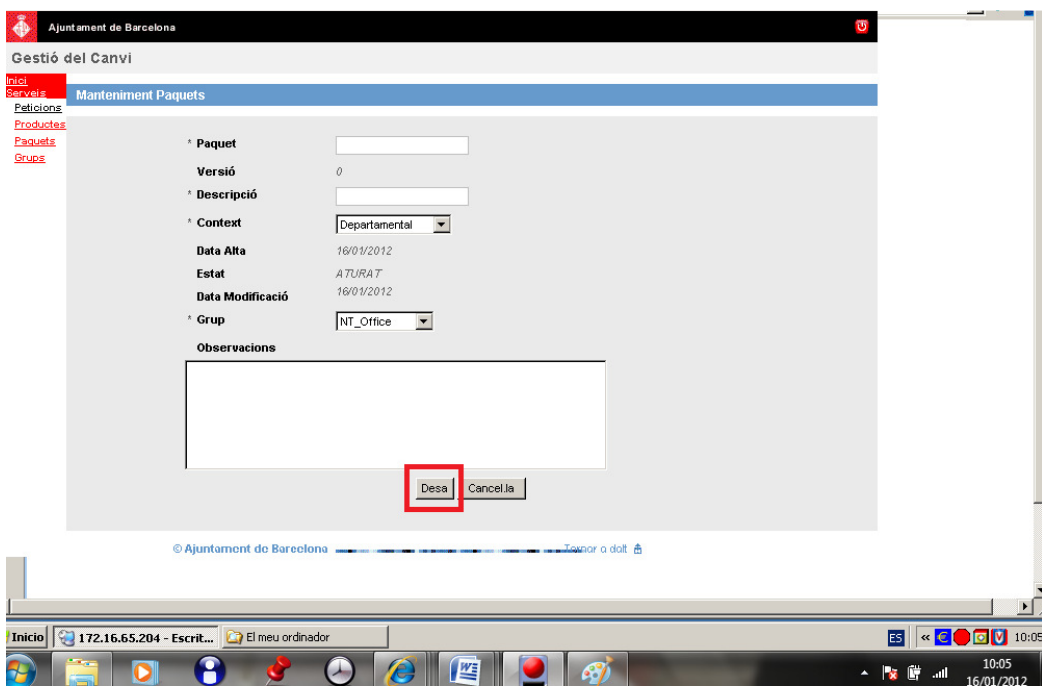 Ajuntament de Barcelona
Gestió del Canvi
Inici
Serveis
Peticions
Productes
Paquets
Grups
Manteniment Paquets
* Paquet
Versió 0
* Descripció
* Context Departamental
Data Alta 16/01/2012
Estat ATURAT
Data Modificació 16/01/2012
* Grup NT_Office
Observacions
Desa Cancel.la
© Ajuntament de Barcelona Tornar a dalt
Inicio 172.16.65.204 - Escrit... El meu ordinador ES « 10:05
10:05
16/01/2012